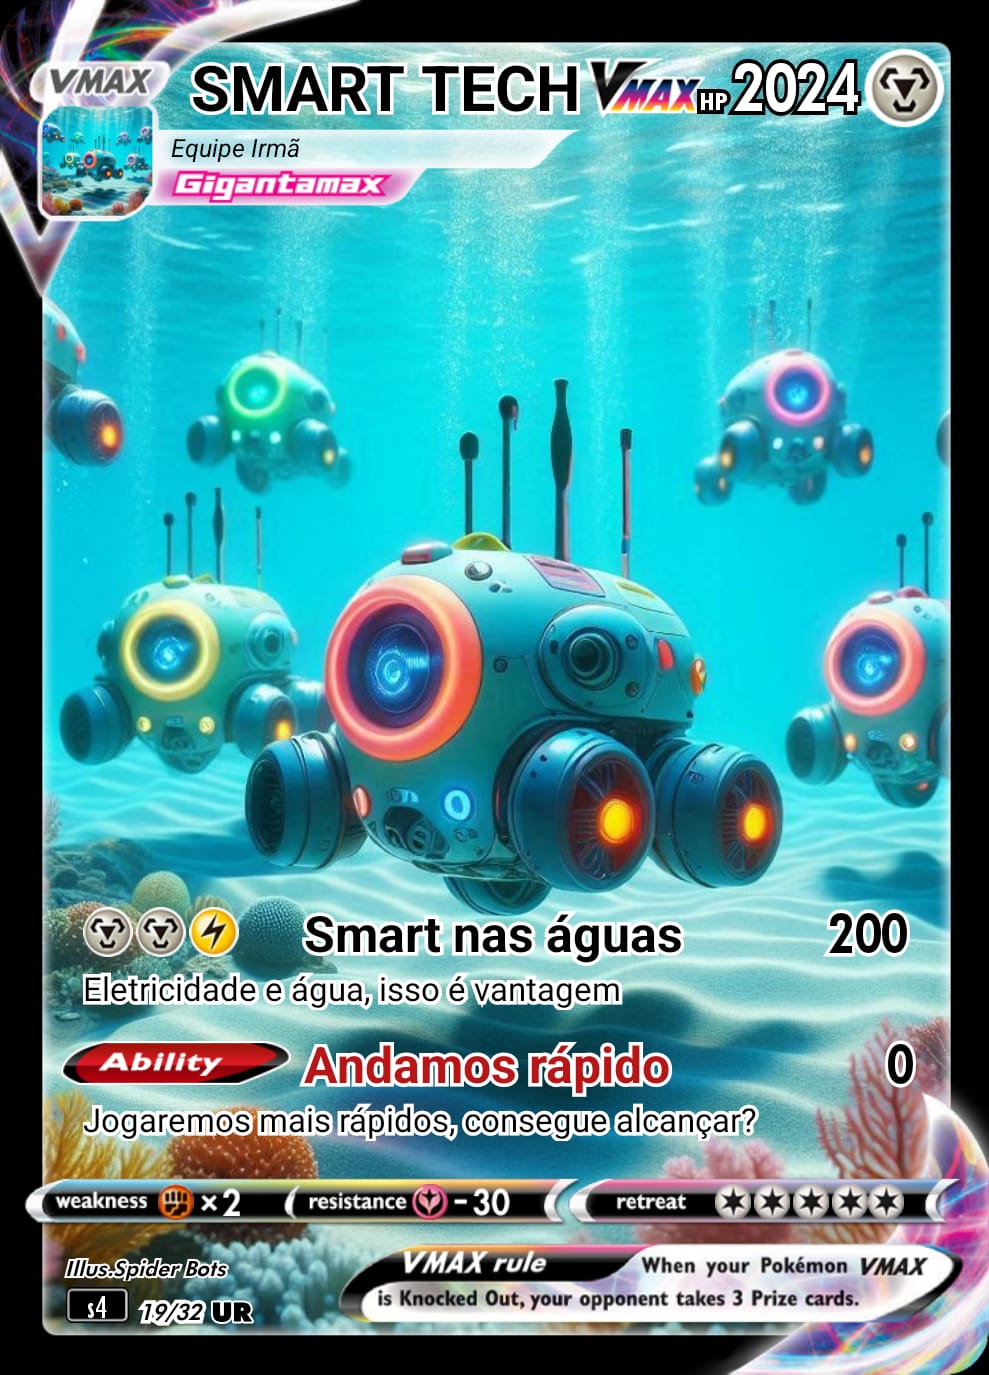 VMAX
SMART TECH VMAX HP 2024
Equipe Irmã
Gigantamax
Smart nas águas 200
Eletricidade e água, isso é vantagem
Ability Andamos rápido 0
Jogaremos mais rápidos, consegue alcançar?
weakness ×2 resistance -30 retreat
Illus.Spider Bots
s4 19/32 UR
VMAX rule When your Pokémon VMAX
is Knocked Out, your opponent takes 3 Prize cards.